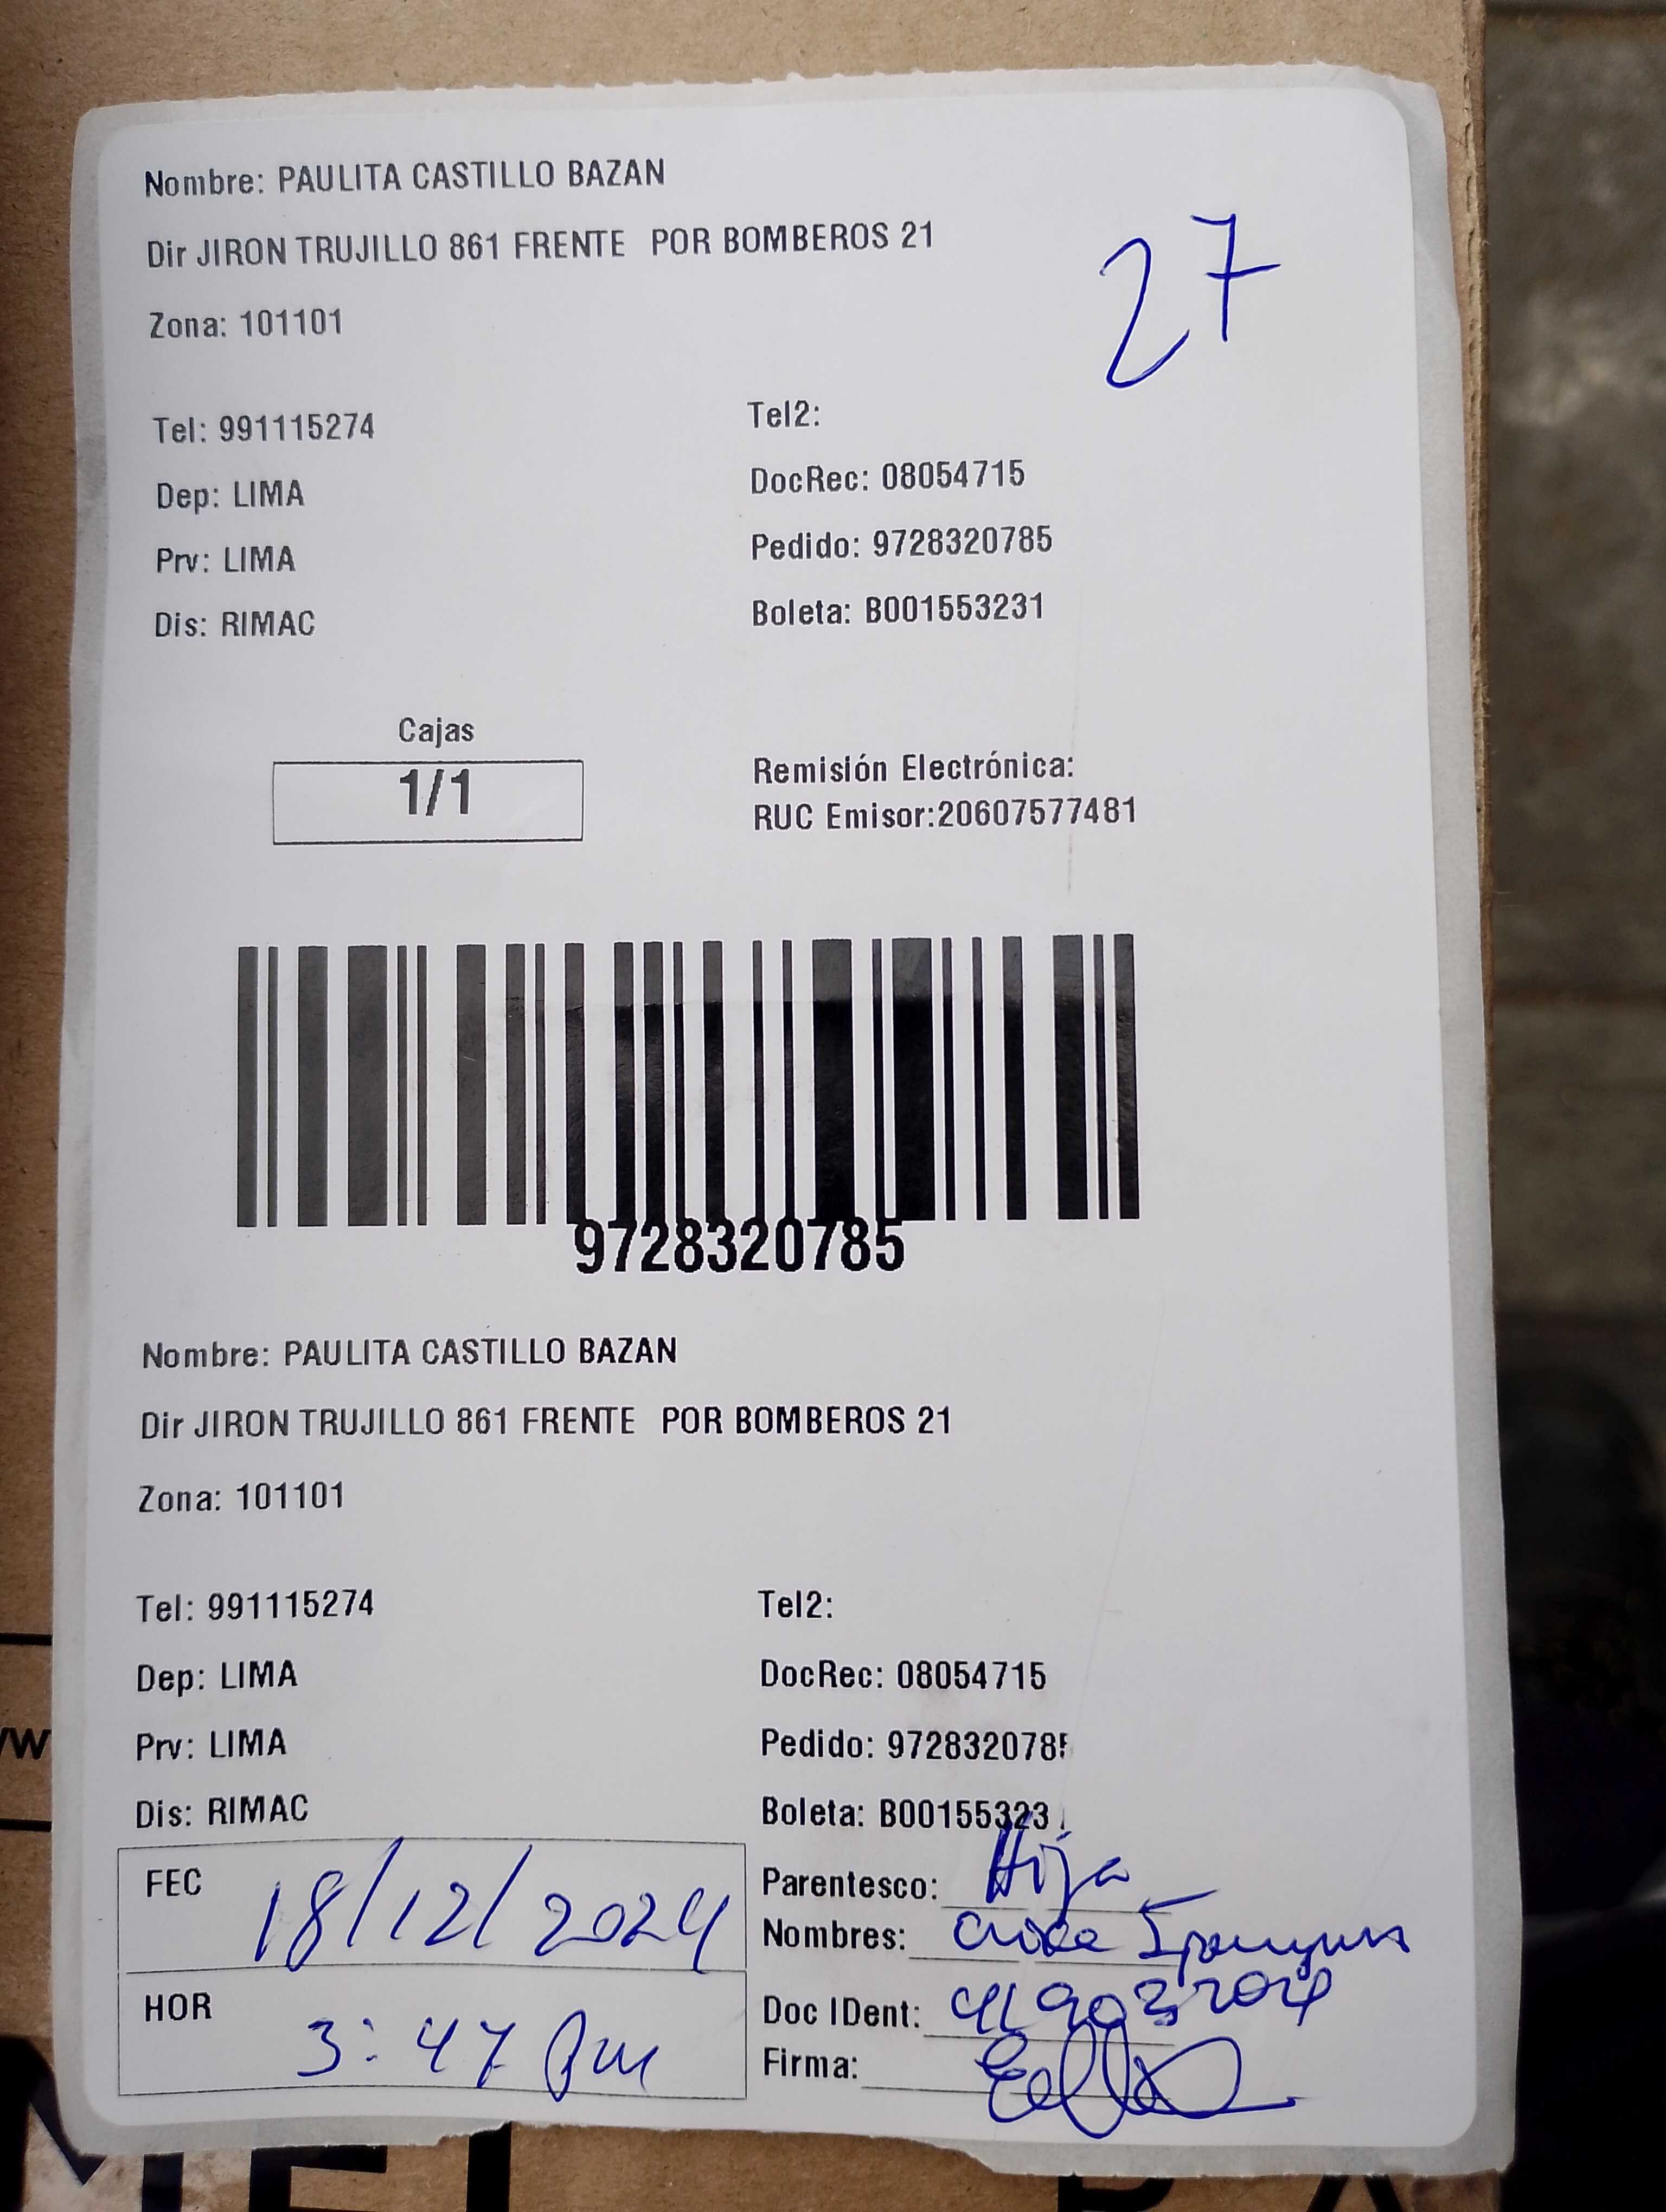 Nombre: PAULITA CASTILLO BAZAN
Dir JIRON TRUJILLO 861 FRENTE POR BOMBEROS 21
27
Zona: 101101
Tel: 991115274 Tel2:
Dep: LIMA DocRec: 08054715
Prv: LIMA Pedido: 9728320785
Dis: RIMAC Boleta: B001553231
Cajas
1/1
Remisión Electrónica:
RUC Emisor:20607577481
9728320785
Nombre: PAULITA CASTILLO BAZAN
Dir JIRON TRUJILLO 861 FRENTE POR BOMBEROS 21
Zona: 101101
Tel: 991115274 Tel2:
Dep: LIMA DocRec: 08054715
Prv: LIMA Pedido: 972832078
Dis: RIMAC Boleta: B00155323
FEC 18/12/2024
HOR 3:47 Pm
Parentesco: Hija
Nombres:
Doc IDent:
Firma: